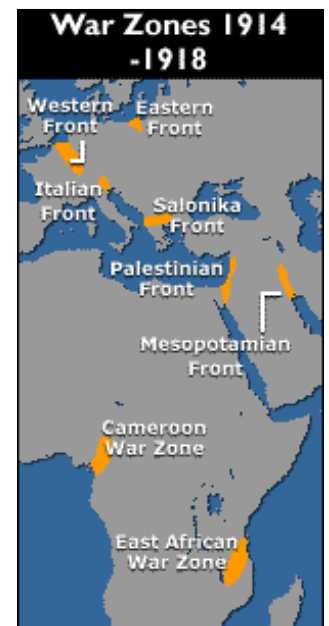 War Zones 1914
-1918
Western
Front
Eastern
Front
Italian
Front
Salonika
Front
Palestinian
Front
Mesopotamian
Front
Cameroon
War Zone
East African
War Zone